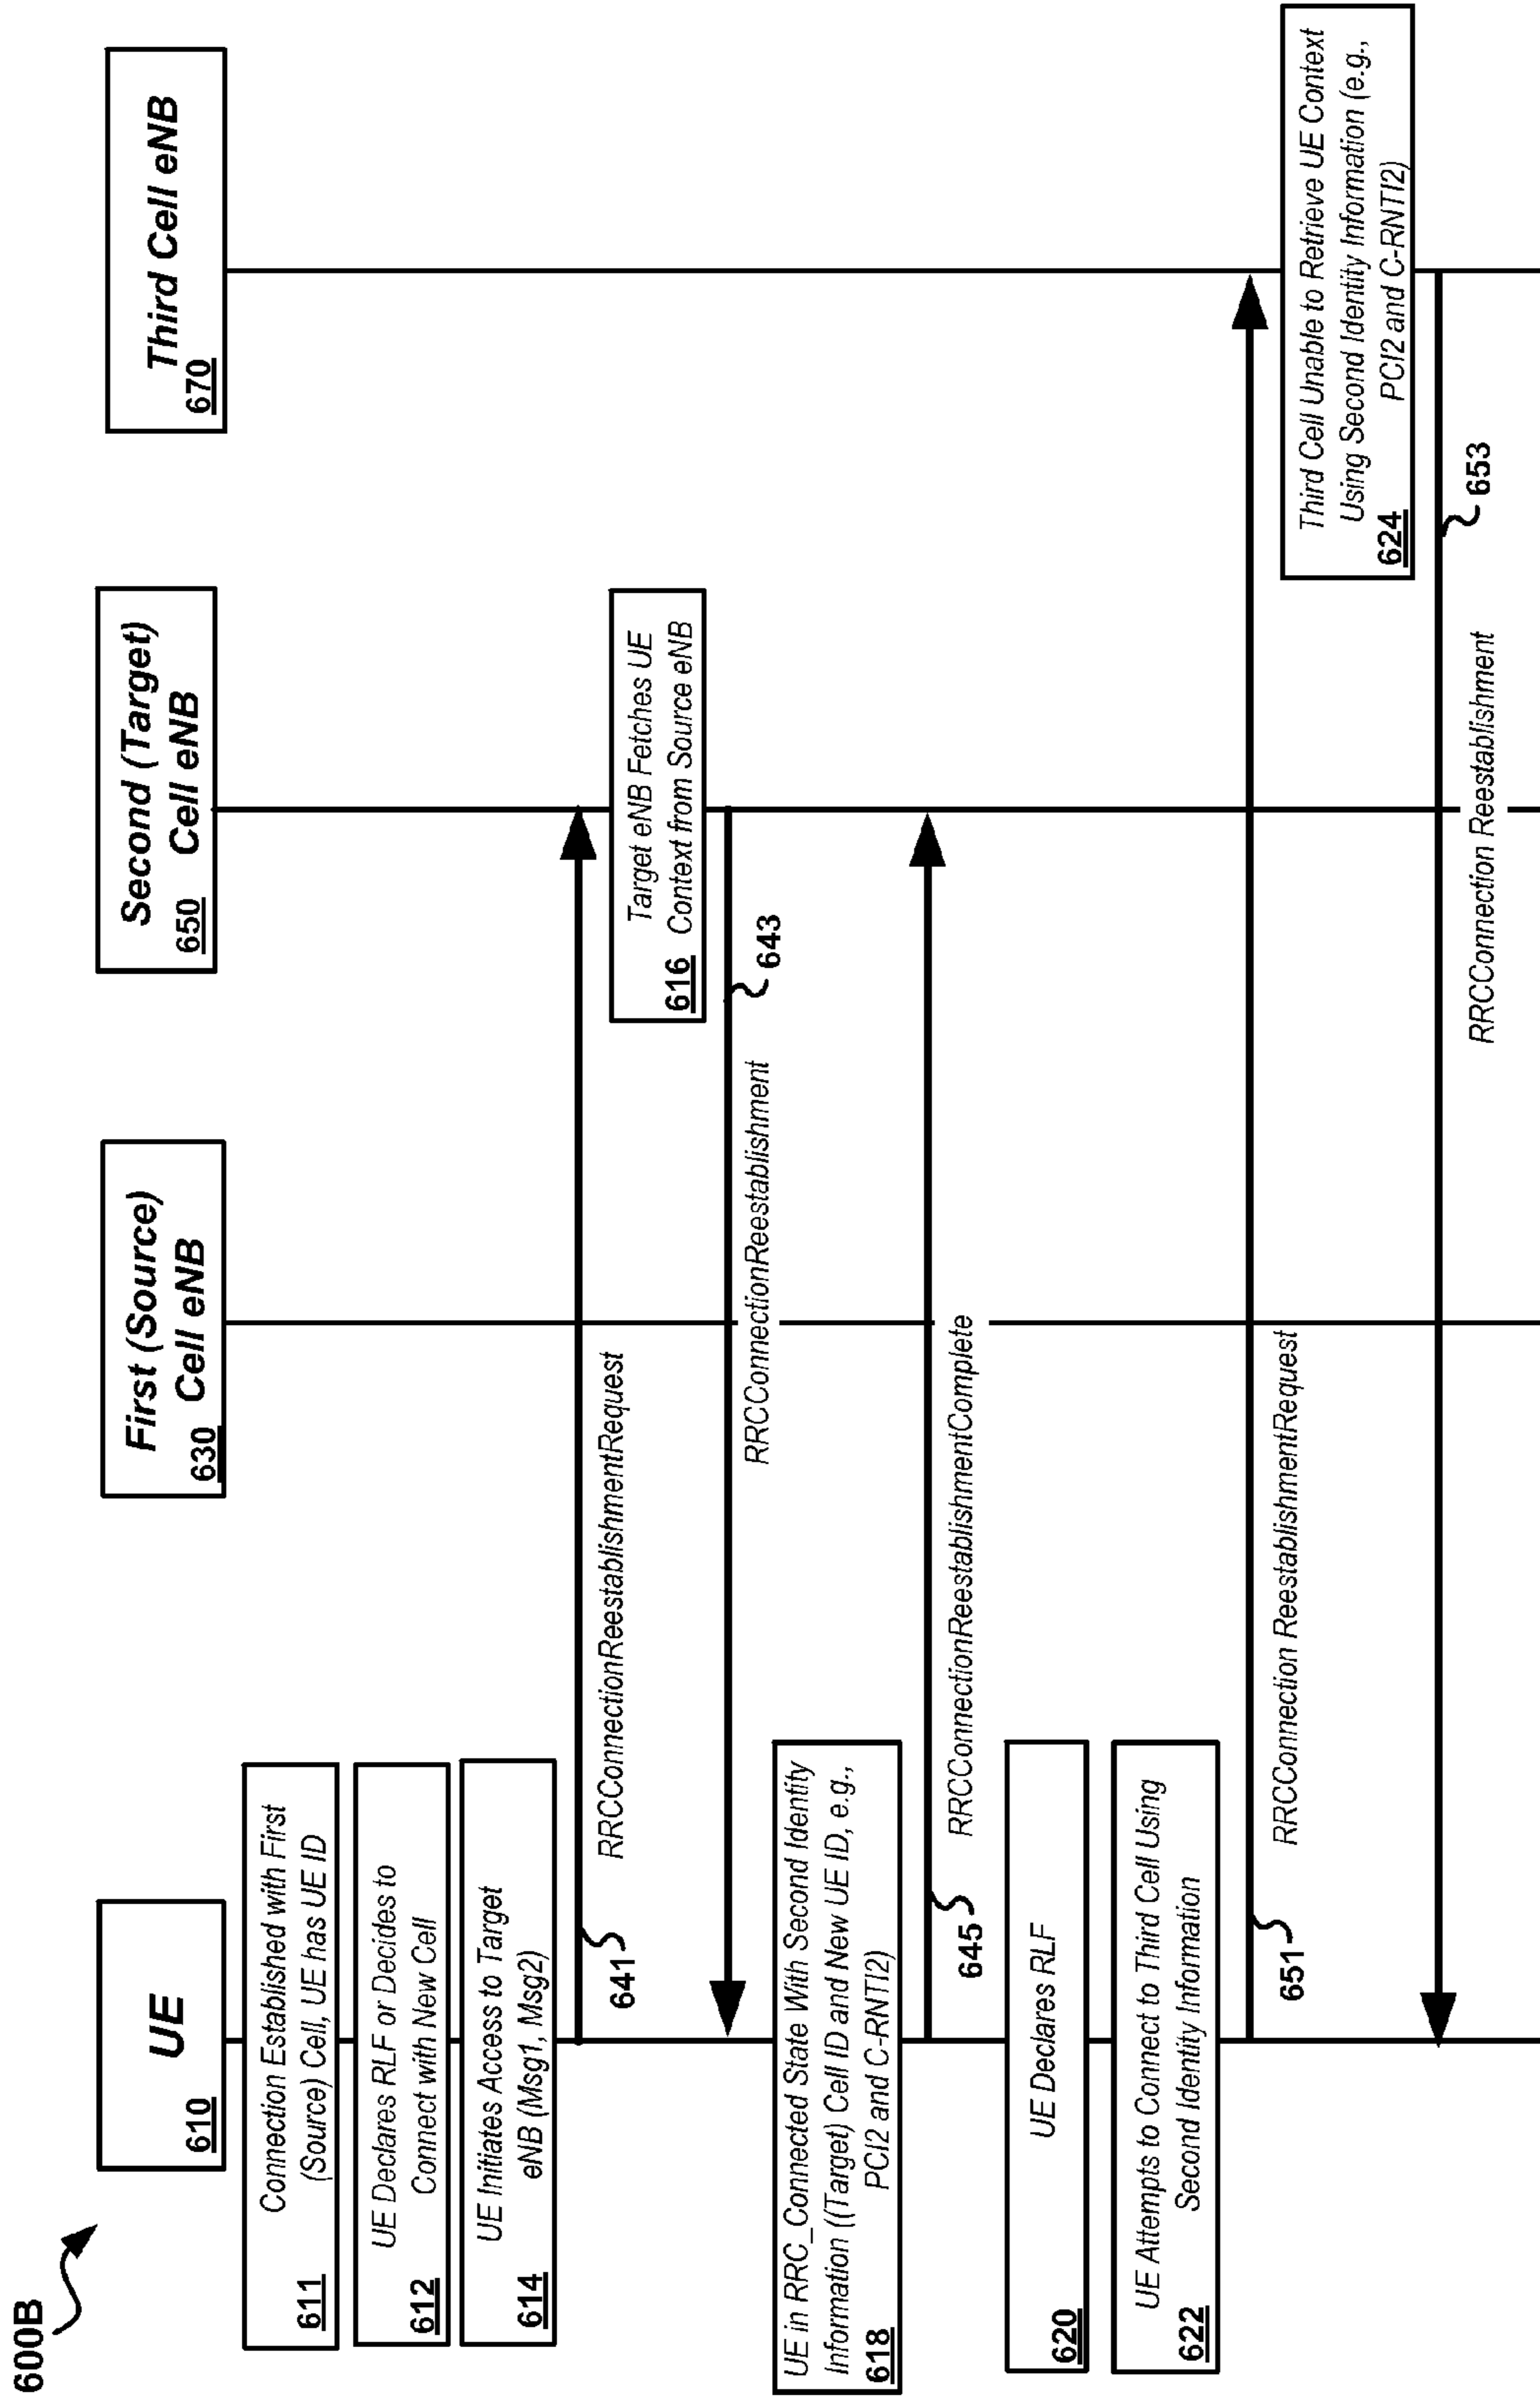 600B
UE
610
First (Source)
Cell eNB
630
Second (Target)
Cell eNB
650
Third Cell eNB
670
Connection Established with First
(Source) Cell, UE has UE ID
611
UE Declares RLF or Decides to
Connect with New Cell
612
UE Initiates Access to Target
eNB (Msg1, Msg2)
614
641
RRCConnectionReestablishmentRequest
Target eNB Fetches UE
Context from Source eNB
616
643
RRCConnectionReestablishment
UE in RRC_Connected State With Second Identity
Information ((Target) Cell ID and New UE ID, e.g.,
PCI2 and C-RNTI2)
618
645
RRCConnectionReestablishmentComplete
UE Declares RLF
620
UE Attempts to Connect to Third Cell Using
Second Identity Information
622
651
RRCConnection ReestablishmentRequest
Third Cell Unable to Retrieve UE Context
Using Second Identity Information (e.g.,
PCI2 and C-RNTI2)
624
653
RRCConnection Reestablishment